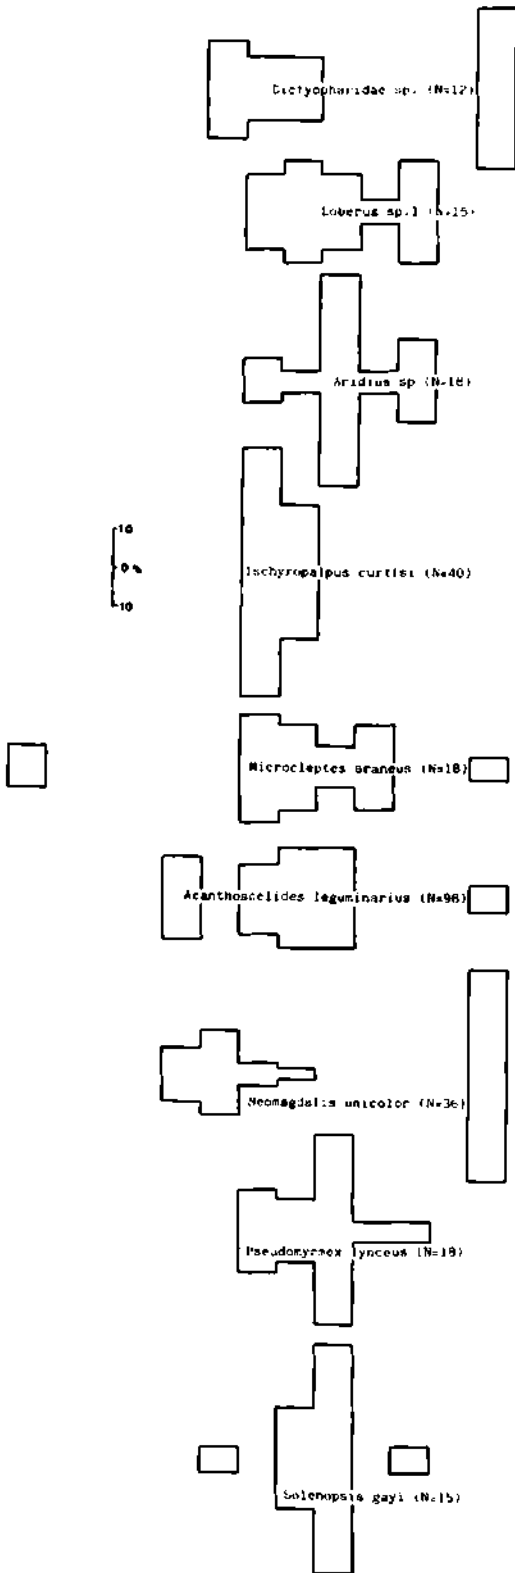 Dictyopharidae sp. (N=12)
Loberus sp.1 (N=15)
Aridius sp (N=18)
10
0 %
10
Ischyropalpus curtisi (N=40)
Microcleptes araneus (N=18)
Acanthoscelides leguminarius (N=98)
Neomagdalis unicolor (N=36)
Pseudomyrmex lynceus (N=18)
Solenopsis gayi (N=15)